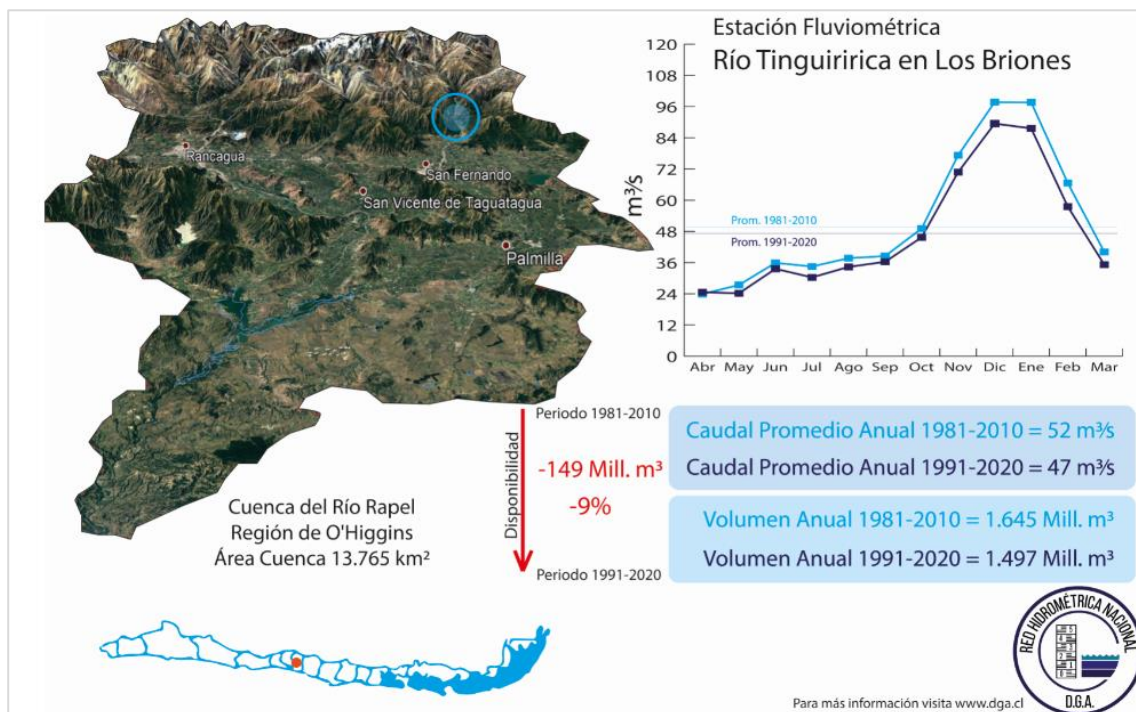 Estación Fluviométrica
Río Tinguiririca en Los Briones
Rancagua
San Fernando
San Vicente de Taguatagua
Palmilla
m³/s
120
108
96
84
72
60
48
36
24
12
0
Prom. 1981-2010
Prom. 1991-2020
Abr May Jun Jul Ago Sep Oct Nov Dic Ene Feb Mar
Periodo 1981-2010
Disponibilidad
-149 Mill. m³
-9%
Periodo 1991-2020
Caudal Promedio Anual 1981-2010 = 52 m³/s
Caudal Promedio Anual 1991-2020 = 47 m³/s
Volumen Anual 1981-2010 = 1.645 Mill. m³
Volumen Anual 1991-2020 = 1.497 Mill. m³
Cuenca del Río Rapel
Región de O'Higgins
Área Cuenca 13.765 km²
RED HIDROMÉTRICA NACIONAL
D.G.A.
Para más información visita www.dga.cl